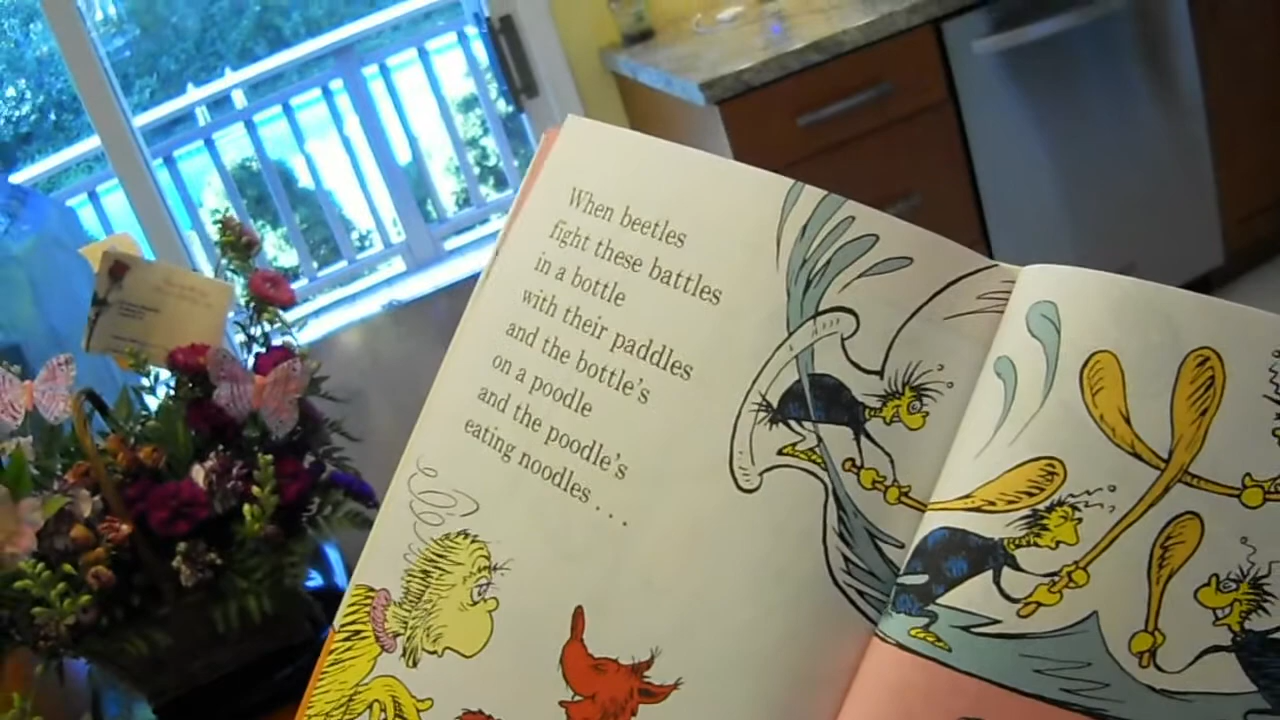 When beetles
fight these battles
in a bottle
with their paddles
and the bottle's
on a poodle
and the poodle's
eating noodles . . .